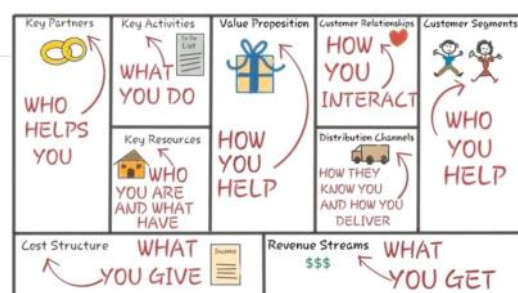 Key Partners
WHO
HELPS
YOU
Key Activities
To Do
List
WHAT
YOU DO
Key Resources
WHO
YOU ARE
AND WHAT
HAVE
Value Proposition
HOW
YOU
HELP
Customer Relationships
HOW
YOU
INTERACT
Distribution Channels
HOW THEY
KNOW YOU
AND HOW YOU
DELIVER
Customer Segments
WHO
YOU
HELP
Cost Structure
WHAT
YOU GIVE
Income
Revenue Streams
$$$
WHAT
YOU GET